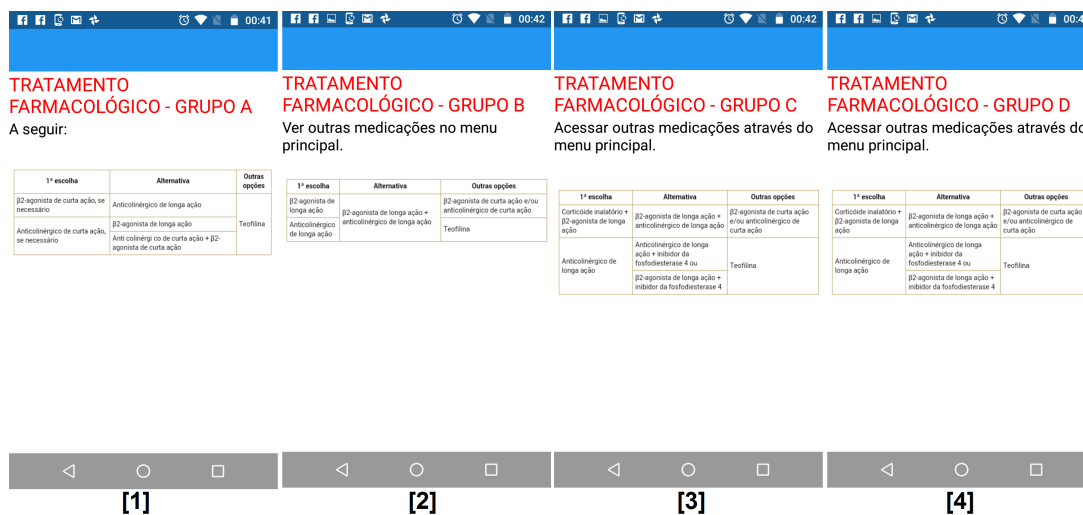 00:41
TRATAMENTO
FARMACOLÓGICO - GRUPO A
A seguir:
1ª escolha
Alternativa
Outras
opções
β2-agonista de curta ação, se
necessário
Anticolinérgico de longa ação
Teofilina
Anticolinérgico de curta ação,
se necessário
β2-agonista de longa ação
Anti colinérgi co de curta ação + β2-
agonista de curta ação
[1]
00:42
TRATAMENTO
FARMACOLÓGICO - GRUPO B
Ver outras medicações no menu
principal.
1ª escolha
Alternativa
Outras opções
β2-agonista de
longa ação
β2-agonista de longa ação +
anticolinérgico de longa ação
β2-agonista de curta ação e/ou
anticolinérgico de curta ação
Anticolinérgico
de longa ação
Teofilina
[2]
00:42
TRATAMENTO
FARMACOLÓGICO - GRUPO C
Acessar outras medicações através do
menu principal.
1ª escolha
Alternativa
Outras opções
Corticóide inalatório +
β2-agonista de longa
ação
β2-agonista de longa ação +
anticolinérgico de longa ação
β2-agonista de curta ação
e/ou anticolinérgico de
curta ação
Anticolinérgico de
longa ação
Anticolinérgico de longa
ação + inibidor da
fosfodiesterase 4 ou
β2-agonista de longa ação +
inibidor da fosfodiesterase 4
Teofilina
[3]
00:4
TRATAMENTO
FARMACOLÓGICO - GRUPO D
Acessar outras medicações através do
menu principal.
1ª escolha
Alternativa
Outras opções
Corticóide inalatório +
β2-agonista de longa
ação
β2-agonista de longa ação +
anticolinérgico de longa ação
β2-agonista de curta ação
e/ou anticolinérgico de
curta ação
Anticolinérgico de
longa ação
Anticolinérgico de longa
ação + inibidor da
fosfodiesterase 4 ou
β2-agonista de longa ação +
inibidor da fosfodiesterase 4
Teofilina
[4]